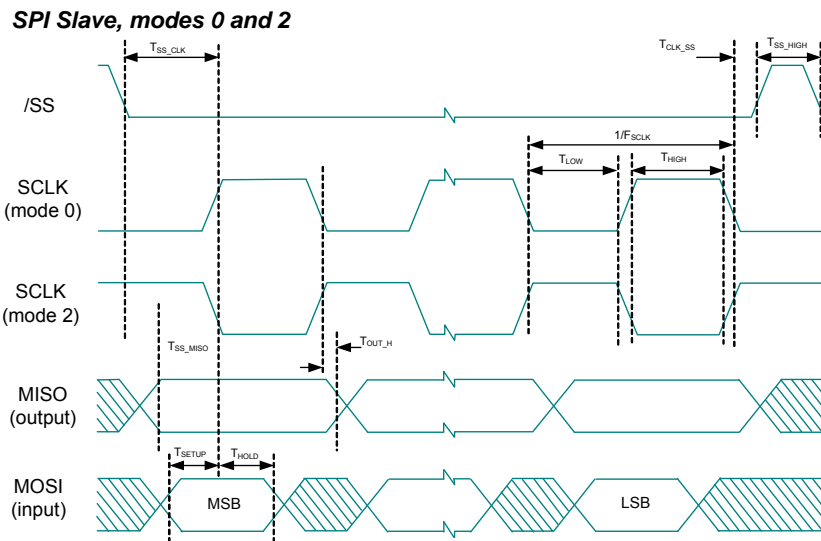 SPI Slave, modes 0 and 2
TSS_CLK
TCLK_SS
TSS_HIGH
/SS
1/FSCLK
TLOW
THIGH
SCLK
(mode 0)
SCLK
(mode 2)
TSS_MISO
TOUT_H
MISO
(output)
TSETUP
THOLD
MOSI
(input)
MSB
LSB